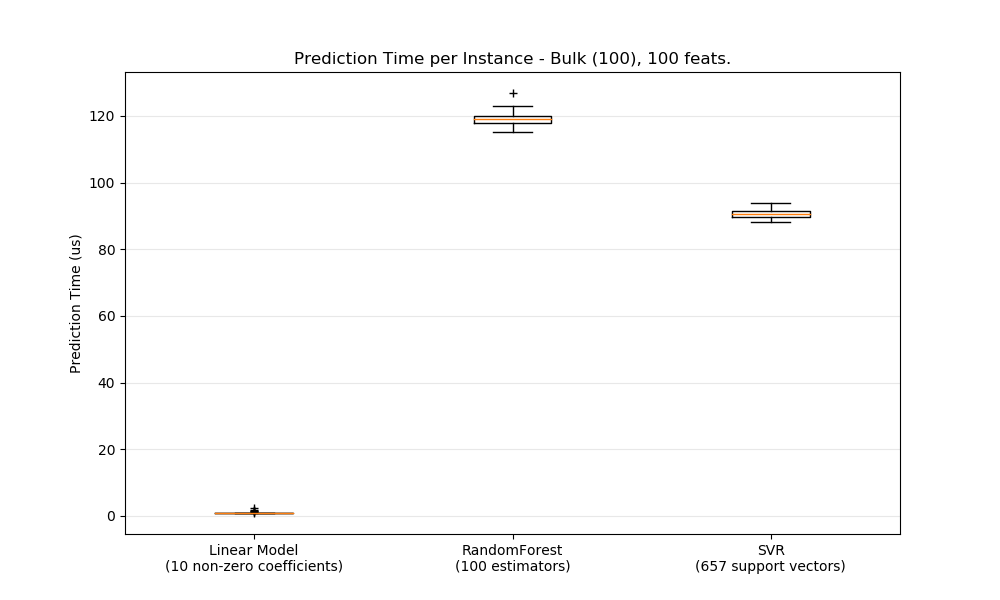 Prediction Time per Instance - Bulk (100), 100 feats.
Prediction Time (us)
120
100
80
60
40
20
0
Linear Model
(10 non-zero coefficients)
RandomForest
(100 estimators)
SVR
(657 support vectors)